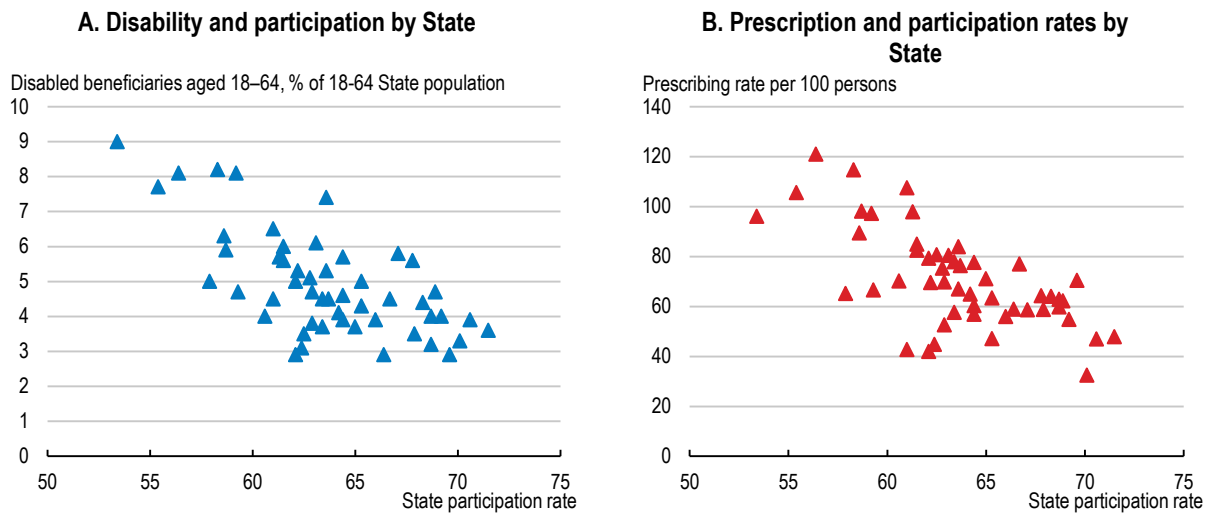 A. Disability and participation by State
Disabled beneficiaries aged 18–64, % of 18-64 State population
10
9
8
7
6
5
4
3
2
1
0
50 55 60 65 70 75
State participation rate
B. Prescription and participation rates by
State
Prescribing rate per 100 persons
140
120
100
80
60
40
20
0
50 55 60 65 70 75
State participation rate